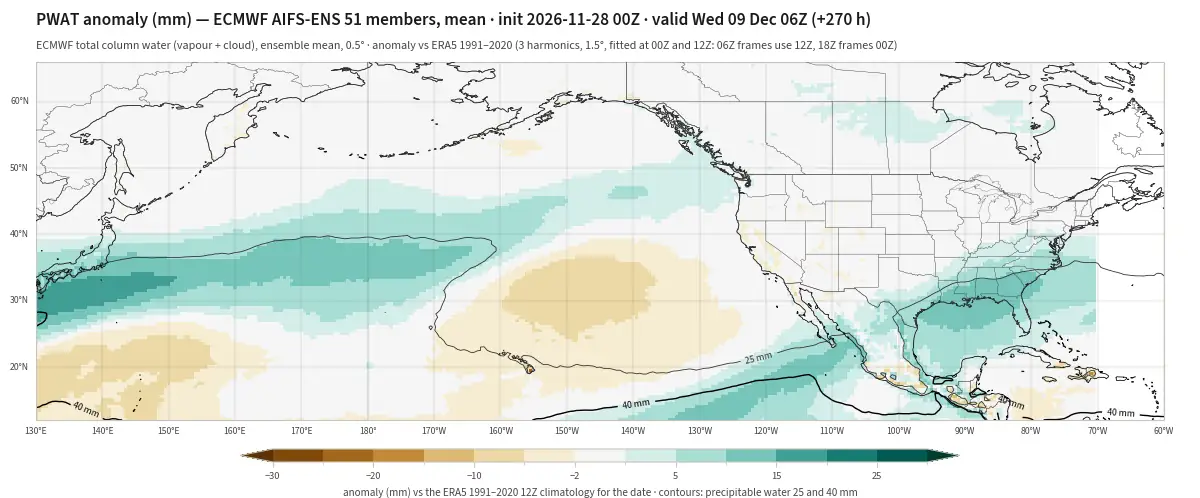 PWAT anomaly (mm) — ECMWF AIFS-ENS 51 members, mean · init 2026-11-28 00Z · valid Wed 09 Dec 06Z (+270 h)
ECMWF total column water (vapour + cloud), ensemble mean, 0.5° · anomaly vs ERA5 1991–2020 (3 harmonics, 1.5°, fitted at 00Z and 12Z: 06Z frames use 12Z, 18Z frames 00Z)
60°N
50°N
40°N
30°N
20°N
25 mm
40 mm
40 mm
40 mm
40 mm
130°E 140°E 150°E 160°E 170°E 180° 170°W 160°W 150°W 140°W 130°W 120°W 110°W 100°W 90°W 80°W 70°W 60°W
−30 −20 −10 −2 5 15 25
anomaly (mm) vs the ERA5 1991–2020 12Z climatology for the date · contours: precipitable water 25 and 40 mm